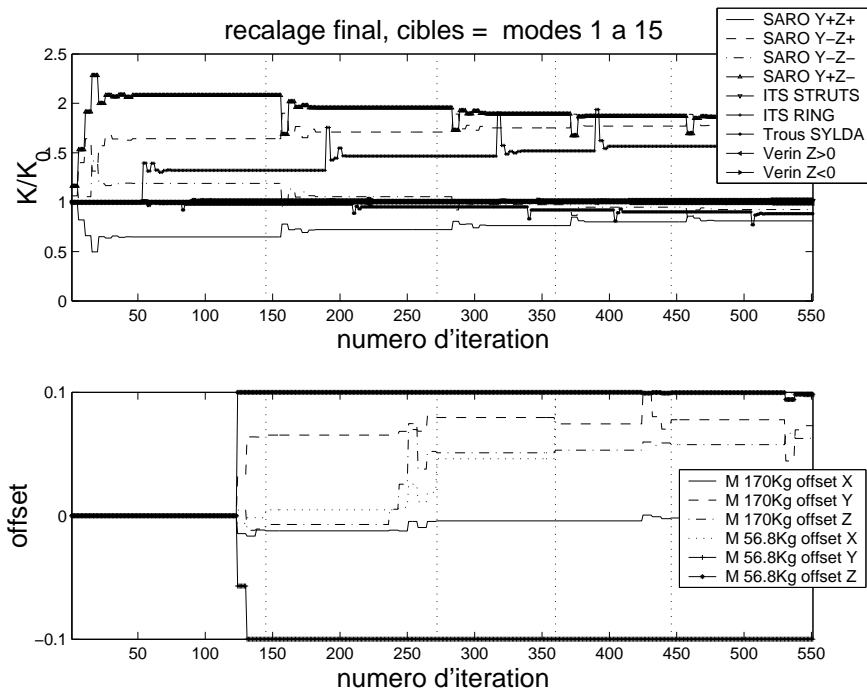 recalage final, cibles = modes 1 a 15
2.5
2
1.5
1
0.5
0
K/K0
50 100 150 200 250 300 350 400 450 500 550
numero d'iteration
SARO Y+Z+
SARO Y−Z+
SARO Y−Z−
SARO Y+Z−
ITS STRUTS
ITS RING
Trous SYLDA
Verin Z>0
Verin Z<0
0.1
0
−0.1
offset
50 100 150 200 250 300 350 400 450 500 550
numero d'iteration
M 170Kg offset X
M 170Kg offset Y
M 170Kg offset Z
M 56.8Kg offset X
M 56.8Kg offset Y
M 56.8Kg offset Z